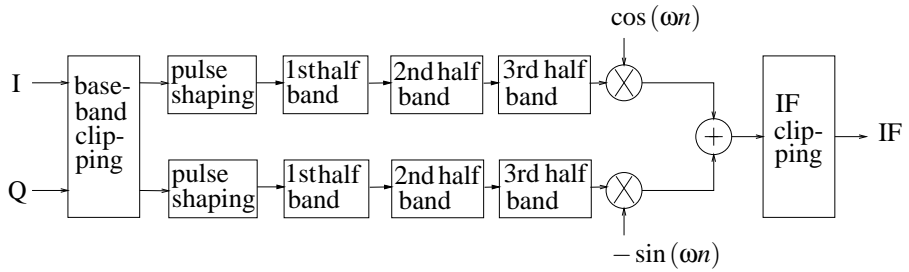 cos (ωn)
I
base-
band
clip-
ping
pulse
shaping
1st half
band
2nd half
band
3rd half
band
+
IF
clip-
ping
IF
Q
pulse
shaping
1st half
band
2nd half
band
3rd half
band
− sin (ωn)